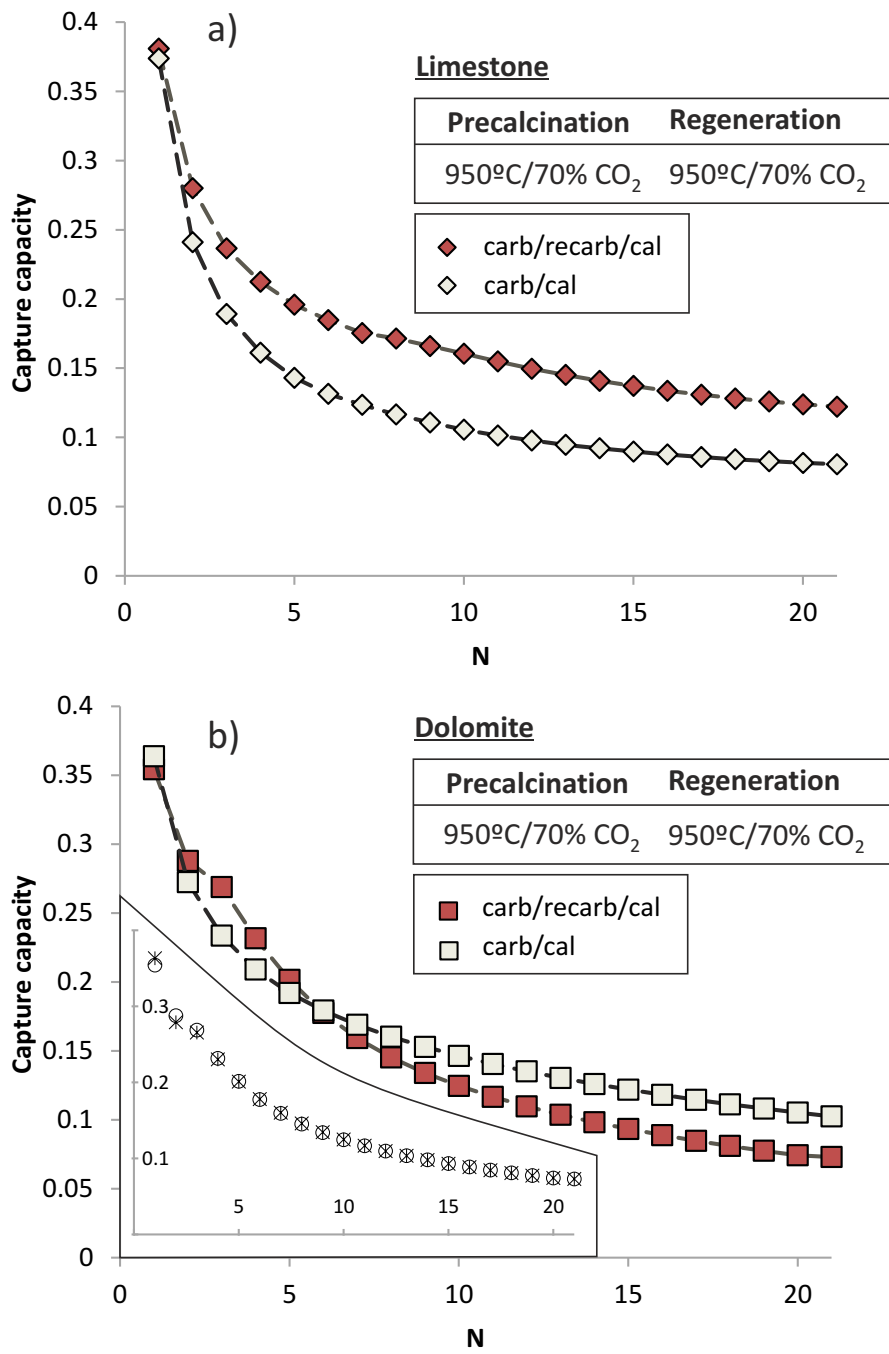 a)
Limestone
Precalcination Regeneration
950ºC/70% CO2 950ºC/70% CO2
carb/recarb/cal
carb/cal
Capture capacity
0.4
0.35
0.3
0.25
0.2
0.15
0.1
0.05
0
0 5 10 15 20
N
b)
Dolomite
Precalcination Regeneration
950ºC/70% CO2 950ºC/70% CO2
carb/recarb/cal
carb/cal
Capture capacity
0.4
0.35
0.3
0.25
0.2
0.15
0.1
0.05
0
0.3
0.2
0.1
5 10 15 20
0 5 10 15 20
N